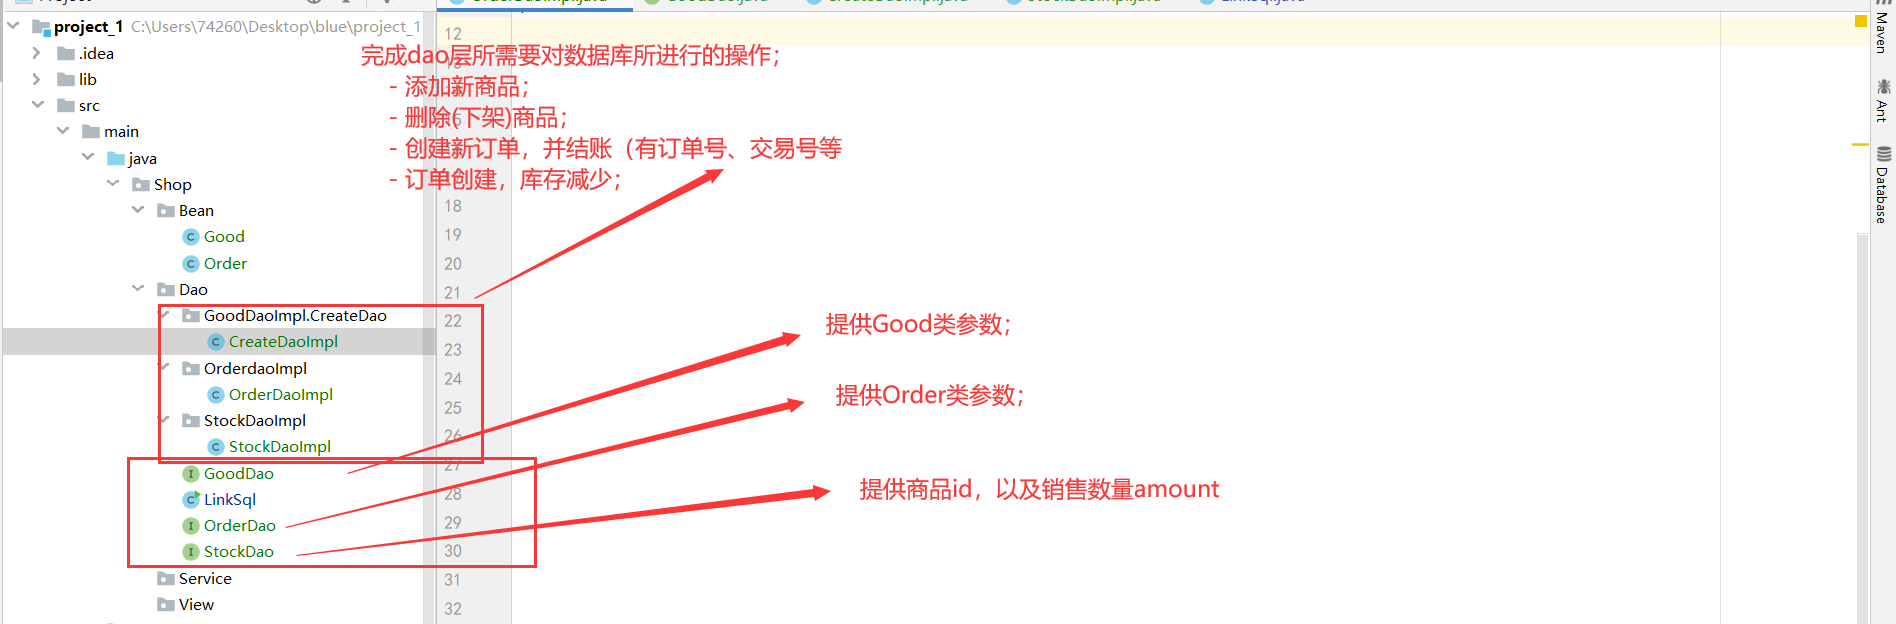 project_1 C:\Users\74260\Desktop\blue\project_1
.idea
lib
src
main
java
Shop
Bean
Good
Order
Dao
GoodDaoImpl.CreateDao
CreateDaoImpl
OrderdaoImpl
OrderDaoImpl
StockDaoImpl
StockDaoImpl
GoodDao
LinkSql
OrderDao
StockDao
Service
View
12
18
19
20
21
22
23
24
25
26
27
28
29
30
31
32
完成dao层所需要对数据库所进行的操作；
- 添加新商品；
- 删除(下架)商品；
- 创建新订单，并结账（有订单号、交易号等
- 订单创建，库存减少；
提供Good类参数；
提供Order类参数；
提供商品id，以及销售数量amount
Maven
Ant
Database